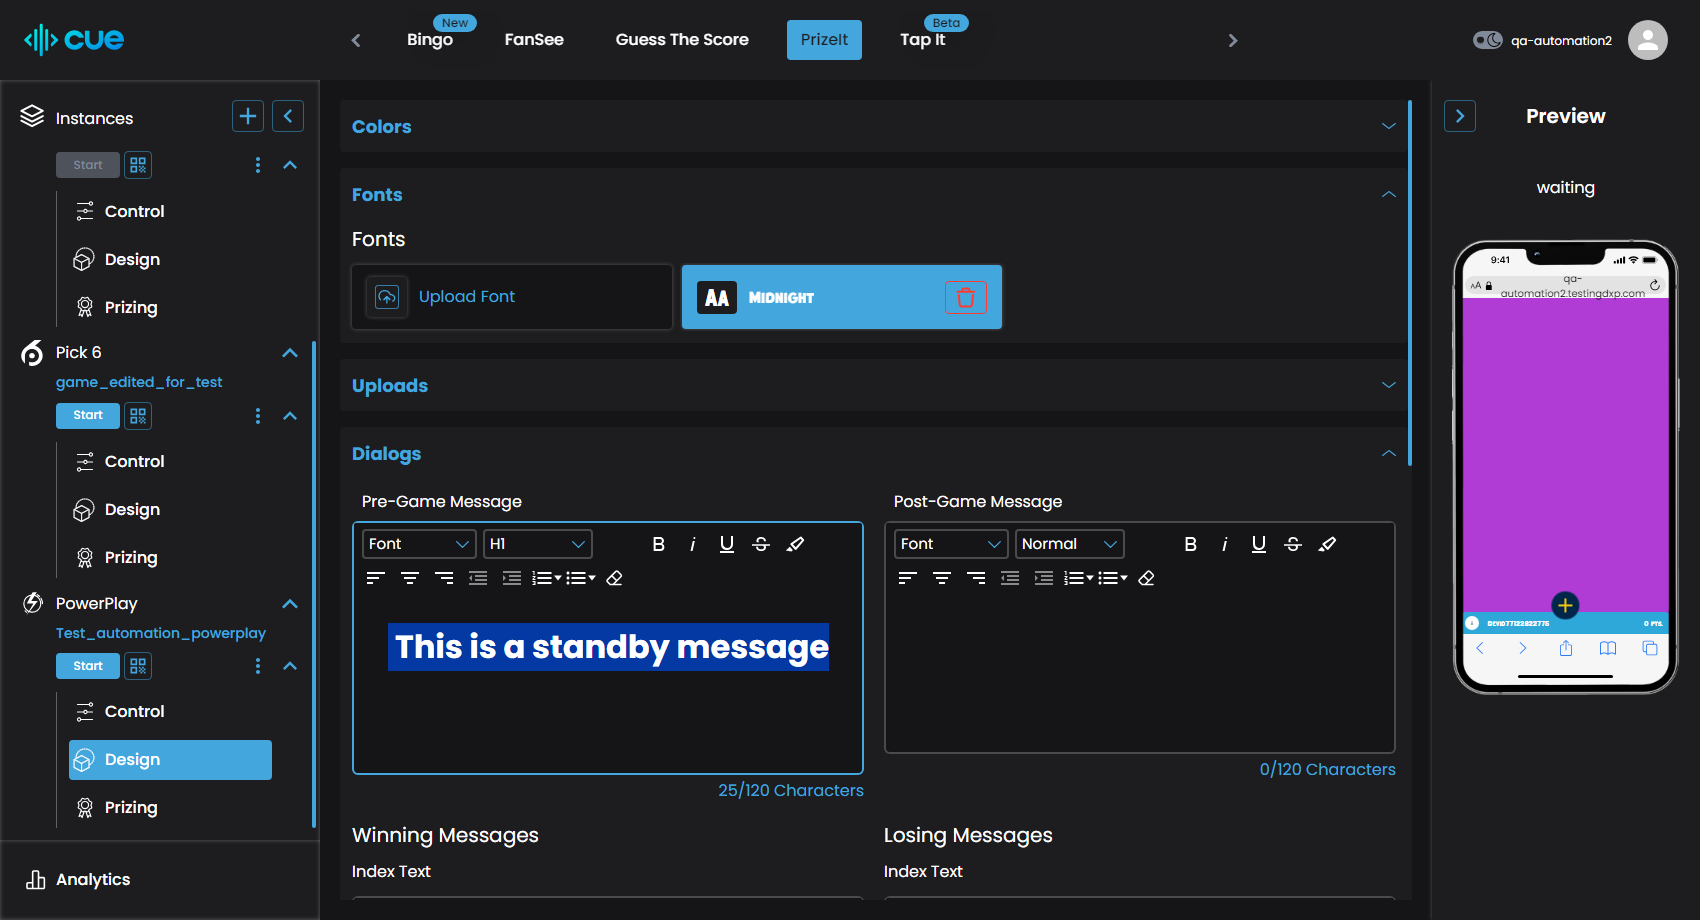 cue
Bingo
New
FanSee
Guess The Score
PrizeIt
Tap It
Beta
qa-automation2
Instances
Start
Control
Design
Prizing
Pick 6
game_edited_for_test
Start
Control
Design
Prizing
PowerPlay
Test_automation_powerplay
Start
Control
Design
Prizing
Analytics
Colors
Fonts
Fonts
Upload Font
AA
Midnight
Uploads
Dialogs
Pre-Game Message
Font
H1
B i U S
This is a standby message
25/120 Characters
Post-Game Message
Font
Normal
B i U S
0/120 Characters
Winning Messages
Index Text
Losing Messages
Index Text
Preview
waiting
9:41
AA
qa-
automation2.testingdxp.com
0 Pts.